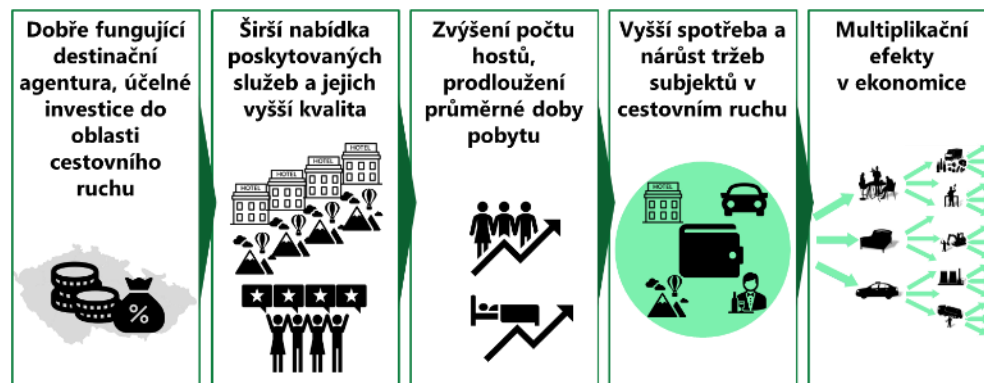 Dobře fungující
destinační
agentura, účelné
investice do
oblasti
cestovního
ruchu
Širší nabídka
poskytovaných
služeb a jejich
vyšší kvalita
HOTEL
HOTEL
HOTEL
HOTEL
Zvýšení počtu
hostů,
prodloužení
průměrné doby
pobytu
Vyšší spotřeba a
nárůst tržeb
subjektů v
cestovním ruchu
HOTEL
Multiplikační
efekty
v ekonomice
%